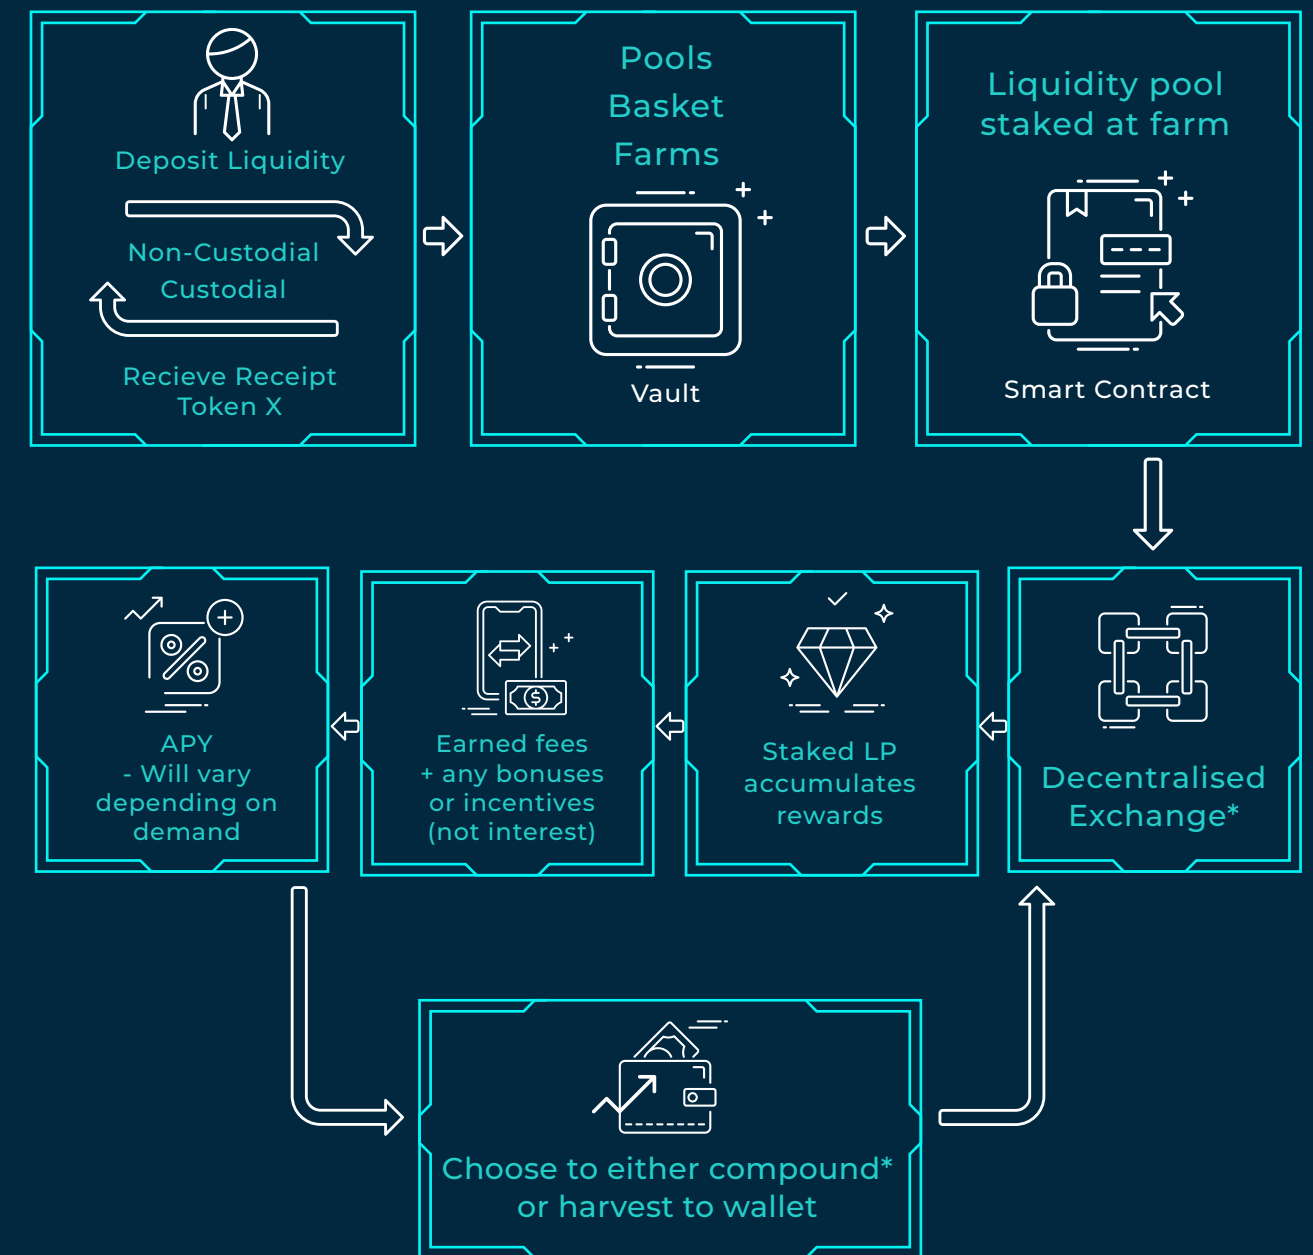 Deposit Liquidity
Non-Custodial
Custodial
Recieve Receipt
Token X
Pools
Basket
Farms
Vault
Liquidity pool
staked at farm
Smart Contract
Decentralised
Exchange*
Staked LP
accumulates
rewards
Earned fees
+ any bonuses
or incentives
(not interest)
APY
- Will vary
depending on
demand
Choose to either compound*
or harvest to wallet